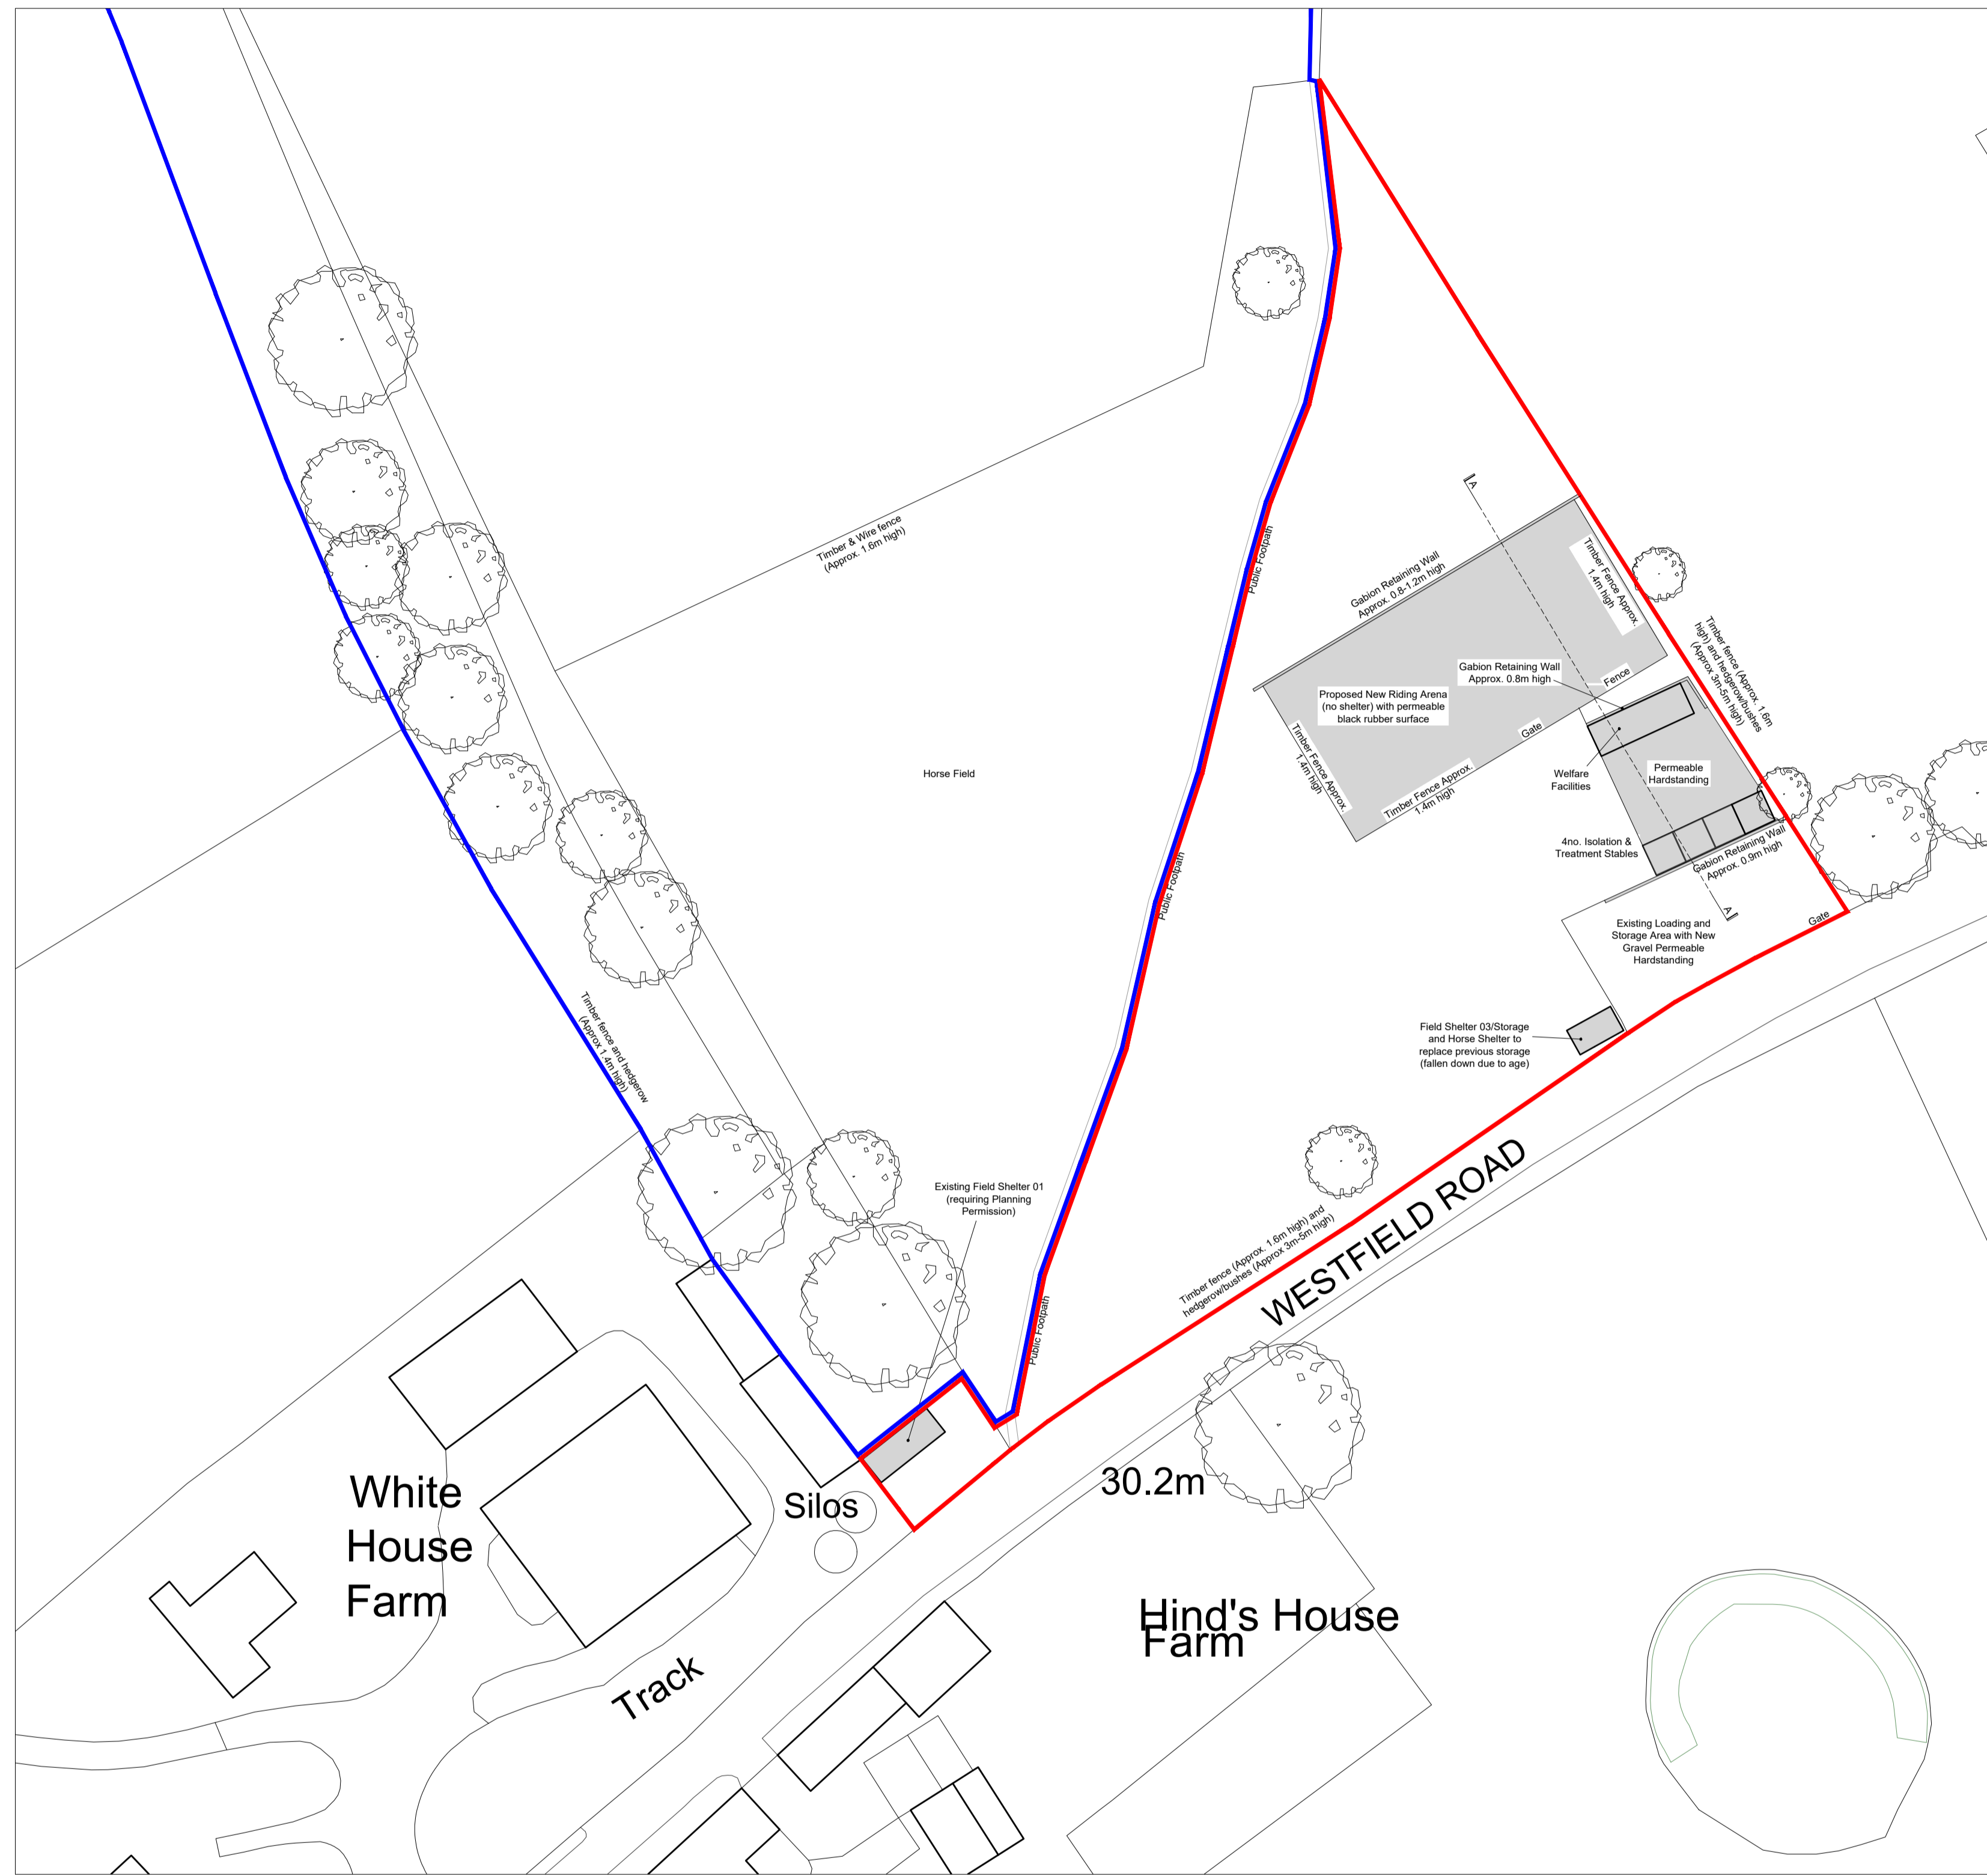 A
Timber & Wire fence
(Approx. 1.6m high)
Public Footpath
Gabion Retaining Wall
Approx. 0.8-1.2m high
Timber Fence Approx.
1.4m high
Timber fence (Approx. 1.6m
high) and hedgerow/bushes
(Approx 3m-5m high)
Gabion Retaining Wall
Approx. 0.8m high
Fence
Proposed New Riding Arena
(no shelter) with permeable
black rubber surface
Gate
Timber Fence Approx.
1.4m high
Timber Fence Approx.
1.4m high
Horse Field
Welfare
Facilities
Permeable
Hardstanding
4no. Isolation &
Treatment Stables
Gabion Retaining Wall
Approx. 0.9m high
Public Footpath
A
Gate
Existing Loading and
Storage Area with New
Gravel Permeable
Hardstanding
Timber fence and hedgerow
(Approx 1.4m high)
Field Shelter 03/Storage
and Horse Shelter to
replace previous storage
(fallen down due to age)
Existing Field Shelter 01
(requiring Planning
Permission)
WESTFIELD ROAD
Timber fence (Approx. 1.6m high) and
hedgerow/bushes (Approx 3m-5m high)
Public Footpath
30.2m
White
House
Farm
Silos
Hind's House
Farm
Track